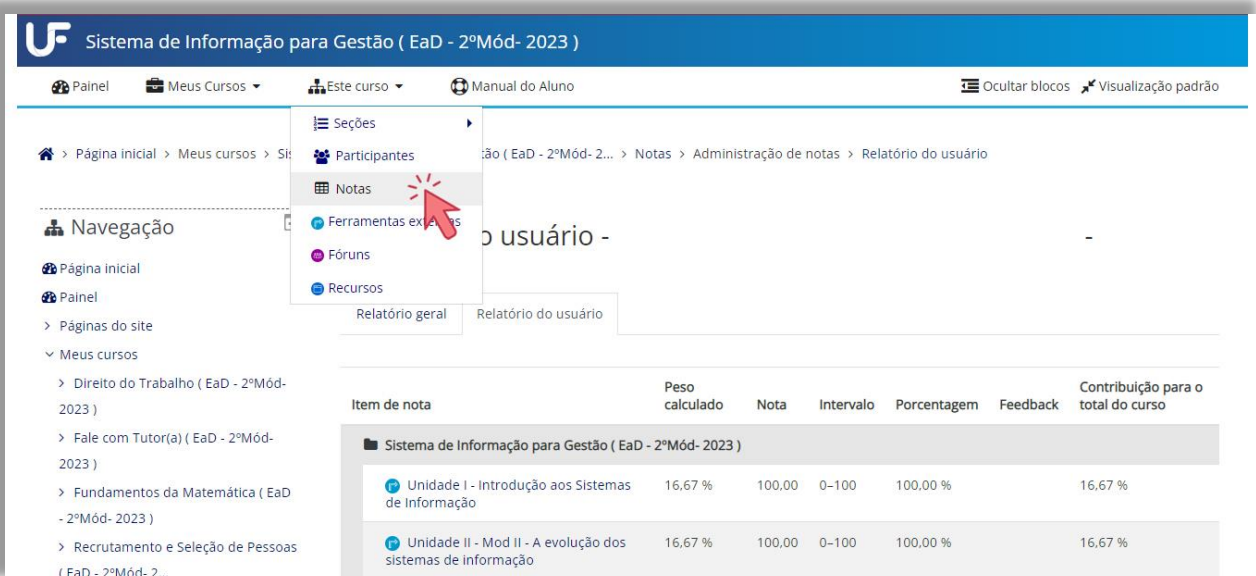 UF Sistema de Informação para Gestão ( EaD - 2ºMód- 2023 )
Painel Meus Cursos Este curso Manual do Aluno Ocultar blocos Visualização padrão
Seções
Participantes
Notas
Ferramentas externas
Fóruns
Recursos
> Página inicial > Meus cursos > Si ão ( EaD - 2ºMód- 2... > Notas > Administração de notas > Relatório do usuário
Navegação
Página inicial
Painel
> Páginas do site
Meus cursos
> Direito do Trabalho ( EaD - 2ºMód-
2023 )
> Fale com Tutor(a) ( EaD - 2ºMód-
2023 )
> Fundamentos da Matemática ( EaD
- 2ºMód- 2023 )
> Recrutamento e Seleção de Pessoas
( EaD - 2ºMód- 2...
o usuário - -
Relatório geral Relatório do usuário
Item de nota Peso calculado Nota Intervalo Porcentagem Feedback Contribuição para o total do curso
Sistema de Informação para Gestão ( EaD - 2ºMód- 2023 )
Unidade I - Introdução aos Sistemas 16,67 % 100,00 0–100 100,00 % 16,67 %
de Informação
Unidade II - Mod II - A evolução dos 16,67 % 100,00 0–100 100,00 % 16,67 %
sistemas de informação